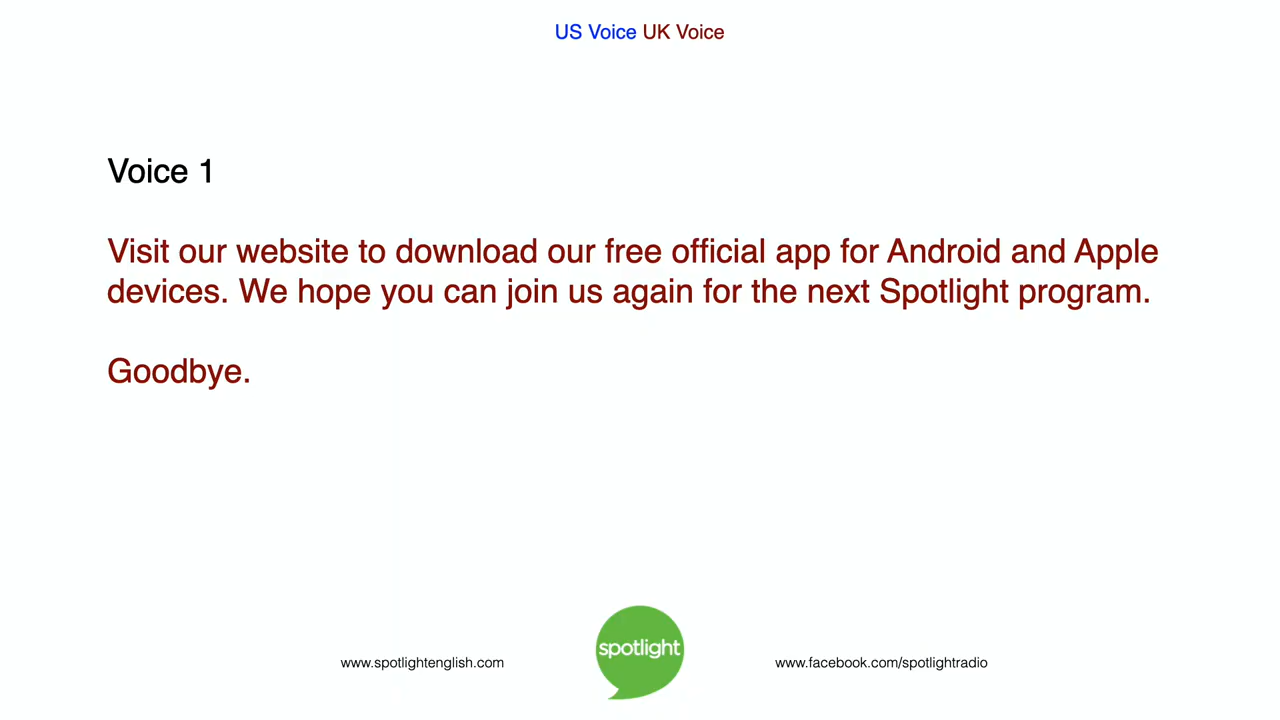 US Voice UK Voice
Voice 1
Visit our website to download our free official app for Android and Apple
devices. We hope you can join us again for the next Spotlight program.
Goodbye.
www.spotlightenglish.com
spotlight
www.facebook.com/spotlightradio